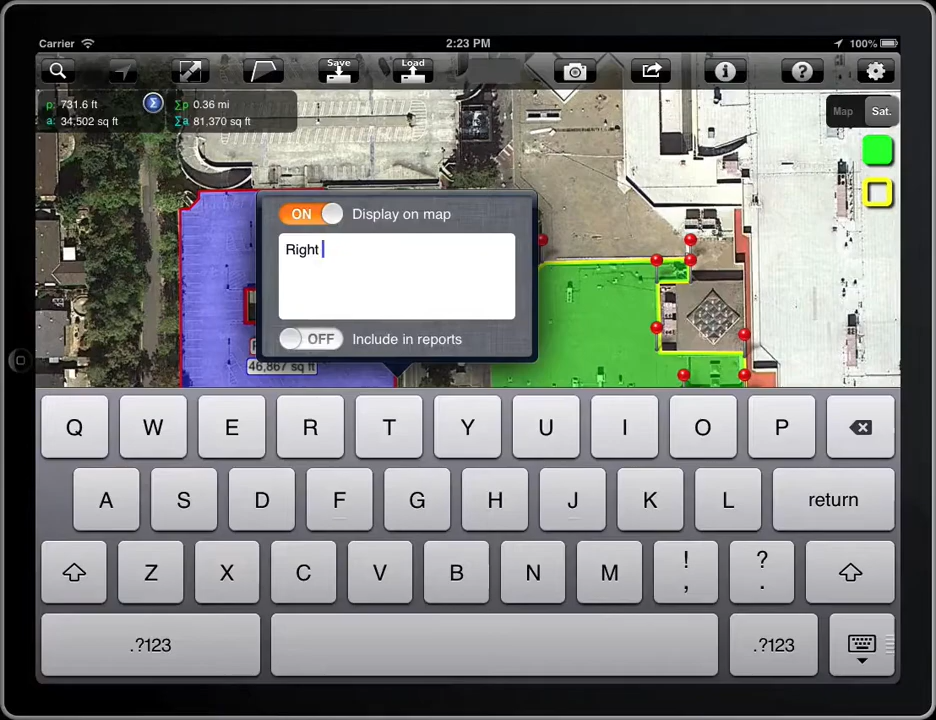 Carrier
2:23 PM
100%
Save
Load
p: 731.6 ft
Σp 0.36 mi
a: 34,502 sq ft
Σa 81,370 sq ft
Σ
Map
Sat.
ON
Display on map
Right
OFF
Include in reports
46,867 sq ft
Q W E R T Y U I O P
A S D F G H J K L return
Z X C V B N M ! , ? .
.?123
.?123